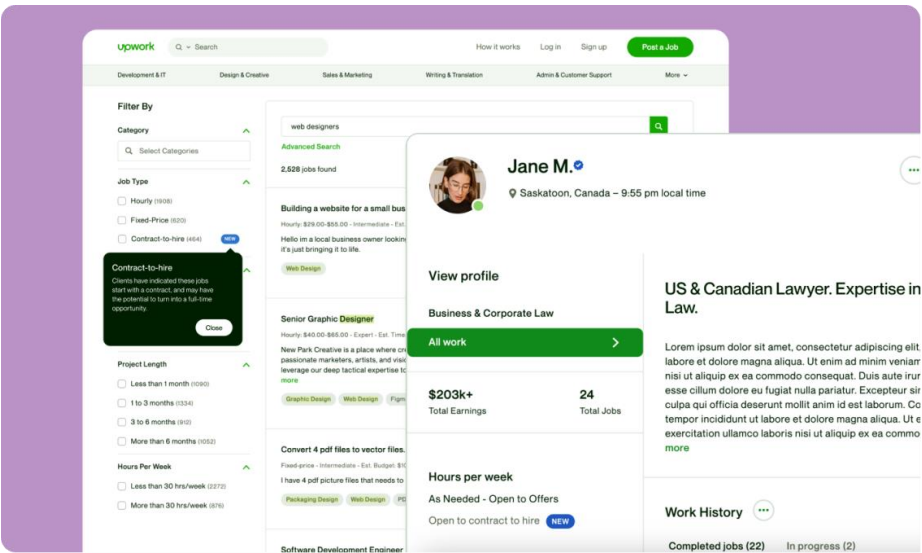 upwork
Search
How it works
Log in
Sign up
Post a Job
Development & IT
Design & Creative
Sales & Marketing
Writing & Translation
Admin & Customer Support
More
Filter By
Category
Select Categories
Job Type
Hourly (1908)
Fixed-Price (620)
Contract-to-hire (464)
NEW
Contract-to-hire
Clients have indicated these jobs
start with a contract, and may have
the potential to turn into a full-time
opportunity.
Close
Project Length
Less than 1 month (1090)
1 to 3 months (1334)
3 to 6 months (910)
More than 6 months (1052)
Hours Per Week
Less than 30 hrs/week (2272)
More than 30 hrs/week (876)
web designers
Advanced Search
2,528 jobs found
Building a website for a small bus
Hourly: $29.00-$55.00 - Intermediate - Est.
Hello im a local business owner lookin
it's just bringing it to life.
Web Design
Senior Graphic Designer
Hourly: $40.00-$65.00 - Expert - Est. Time
New Park Creative is a place where cre
passionate marketers, artists, and visio
leverage our deep tactical expertise to
more
Graphic Design
Web Design
Figm
Convert 4 pdf files to vector files.
Fixed-price - Intermediate - Est. Budget: $10
I have 4 pdf picture files that needs to
Packaging Design
Web Design
PD
Software Development Engineer
Jane M.
Saskatoon, Canada – 9:55 pm local time
View profile
Business & Corporate Law
All work
$203k+
Total Earnings
24
Total Jobs
Hours per week
As Needed - Open to Offers
Open to contract to hire
NEW
US & Canadian Lawyer. Expertise in
Law.
Lorem ipsum dolor sit amet, consectetur adipiscing elit,
labore et dolore magna aliqua. Ut enim ad minim veniam
nisi ut aliquip ex ea commodo consequat. Duis aute irur
esse cillum dolore eu fugiat nulla pariatur. Excepteur sin
culpa qui officia deserunt mollit anim id est laborum. Co
tempor incididunt ut labore et dolore magna aliqua. Ut e
exercitation ullamco laboris nisi ut aliquip ex ea commo
more
Work History
Completed jobs (22)
In progress (2)